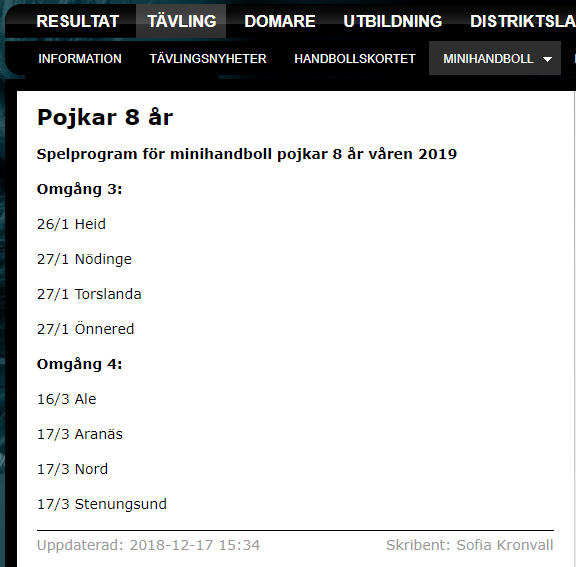 RESULTAT TÄVLING DOMARE UTBILDNING DISTRIKTSLA
INFORMATION TÄVLINGSNYHETER HANDBOLLSKORTET MINIHANDBOLL
Pojkar 8 år
Spelprogram för minihandboll pojkar 8 år våren 2019
Omgång 3:
26/1 Heid
27/1 Nödinge
27/1 Torslanda
27/1 Önnered
Omgång 4:
16/3 Ale
17/3 Aranäs
17/3 Nord
17/3 Stenungsund
Uppdaterad: 2018-12-17 15:34 Skribent: Sofia Kronvall